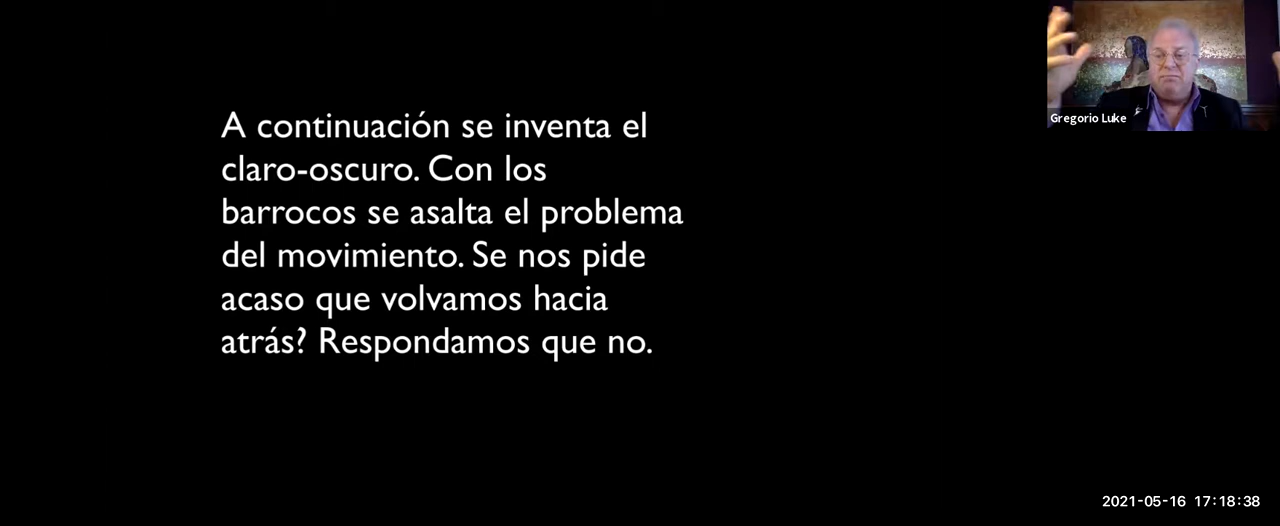 A continuación se inventa el
claro-oscuro. Con los
barrocos se asalta el problema
del movimiento. Se nos pide
acaso que volvamos hacia
atrás? Respondamos que no.
Gregorio Luke
2021-05-16 17:18:38